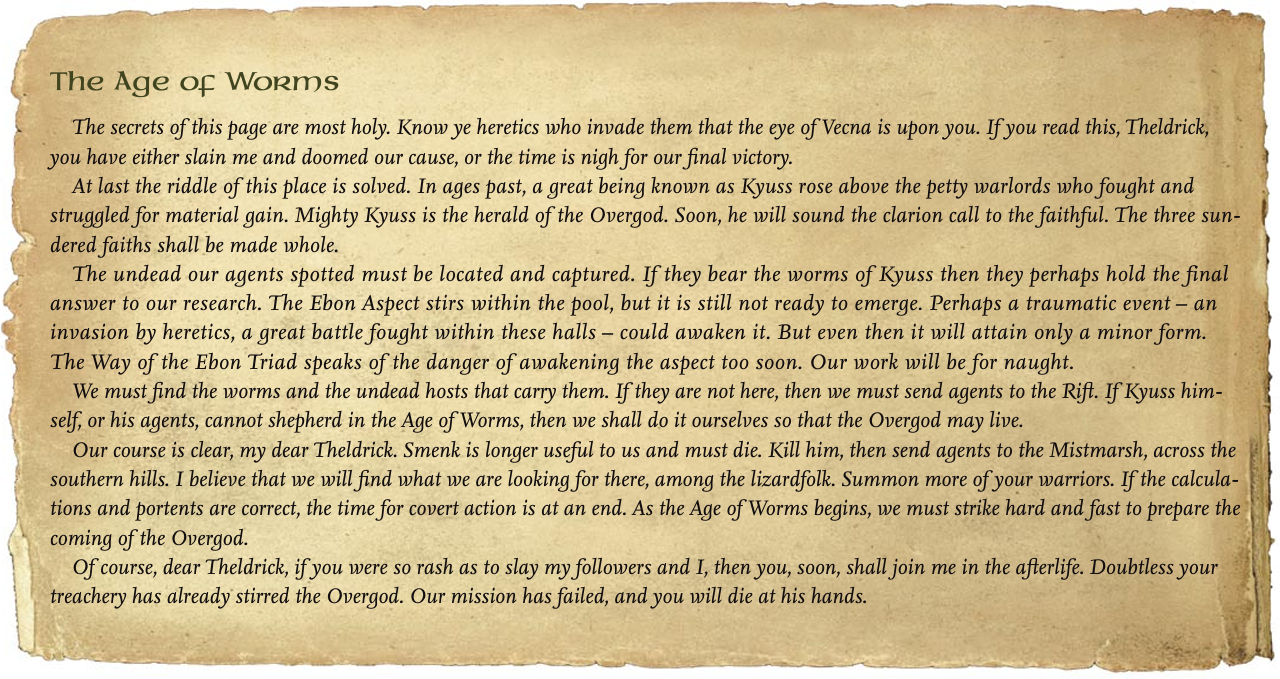 The Age of Worms
The secrets of this page are most holy. Know ye heretics who invade them that the eye of Vecna is upon you. If you read this, Theldrick,
you have either slain me and doomed our cause, or the time is nigh for our final victory.
At last the riddle of this place is solved. In ages past, a great being known as Kyuss rose above the petty warlords who fought and
struggled for material gain. Mighty Kyuss is the herald of the Overgod. Soon, he will sound the clarion call to the faithful. The three sun-
dered faiths shall be made whole.
The undead our agents spotted must be located and captured. If they bear the worms of Kyuss then they perhaps hold the final
answer to our research. The Ebon Aspect stirs within the pool, but it is still not ready to emerge. Perhaps a traumatic event – an
invasion by heretics, a great battle fought within these halls – could awaken it. But even then it will attain only a minor form.
The Way of the Ebon Triad speaks of the danger of awakening the aspect too soon. Our work will be for naught.
We must find the worms and the undead hosts that carry them. If they are not here, then we must send agents to the Rift. If Kyuss him-
self, or his agents, cannot shepherd in the Age of Worms, then we shall do it ourselves so that the Overgod may live.
Our course is clear, my dear Theldrick. Smenk is longer useful to us and must die. Kill him, then send agents to the Mistmarsh, across the
southern hills. I believe that we will find what we are looking for there, among the lizardfolk. Summon more of your warriors. If the calcula-
tions and portents are correct, the time for covert action is at an end. As the Age of Worms begins, we must strike hard and fast to prepare the
coming of the Overgod.
Of course, dear Theldrick, if you were so rash as to slay my followers and I, then you, soon, shall join me in the afterlife. Doubtless your
treachery has already stirred the Overgod. Our mission has failed, and you will die at his hands.